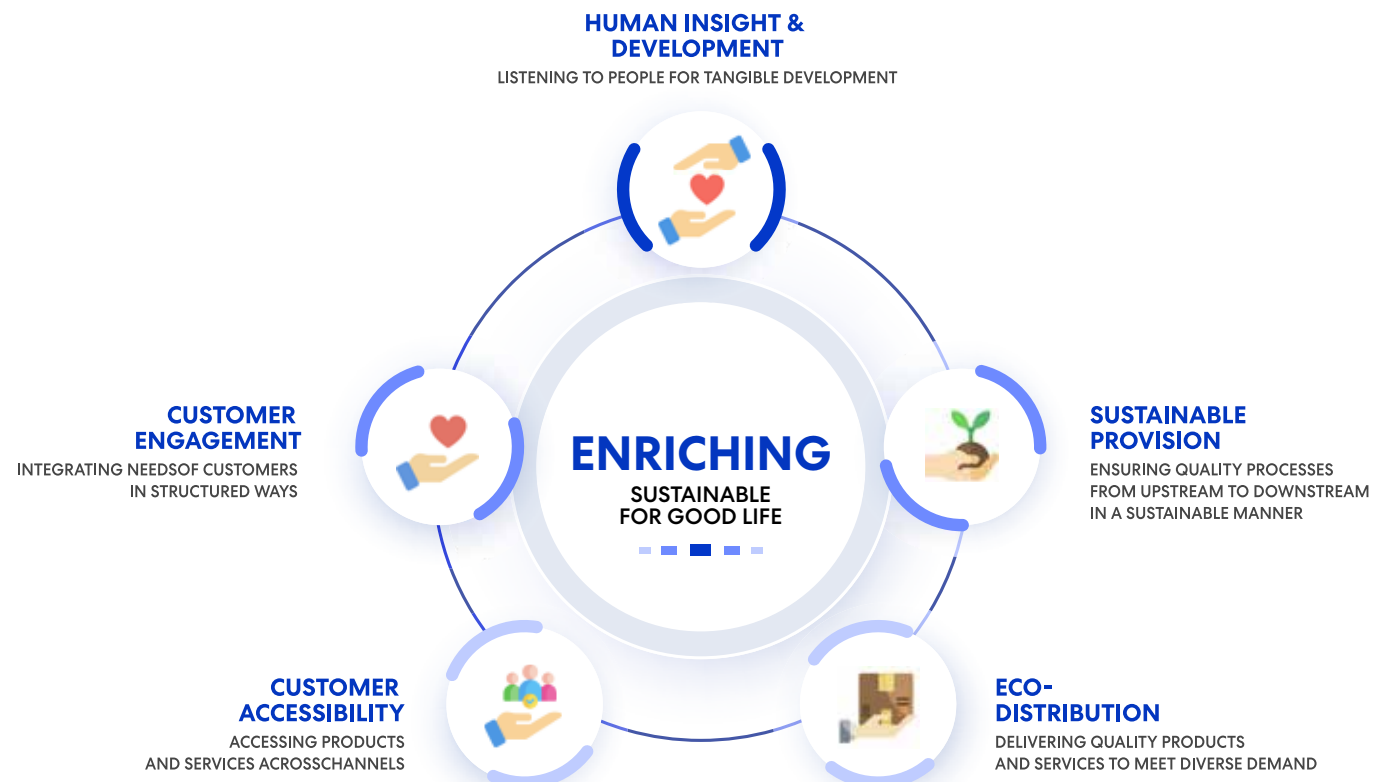 HUMAN INSIGHT &
DEVELOPMENT
LISTENING TO PEOPLE FOR TANGIBLE DEVELOPMENT
CUSTOMER
ENGAGEMENT
INTEGRATING NEEDSOF CUSTOMERS
IN STRUCTURED WAYS
ENRICHING
SUSTAINABLE
FOR GOOD LIFE
SUSTAINABLE
PROVISION
ENSURING QUALITY PROCESSES
FROM UPSTREAM TO DOWNSTREAM
IN A SUSTAINABLE MANNER
CUSTOMER
ACCESSIBILITY
ACCESSING PRODUCTS
AND SERVICES ACROSSCHANNELS
ECO-
DISTRIBUTION
DELIVERING QUALITY PRODUCTS
AND SERVICES TO MEET DIVERSE DEMAND